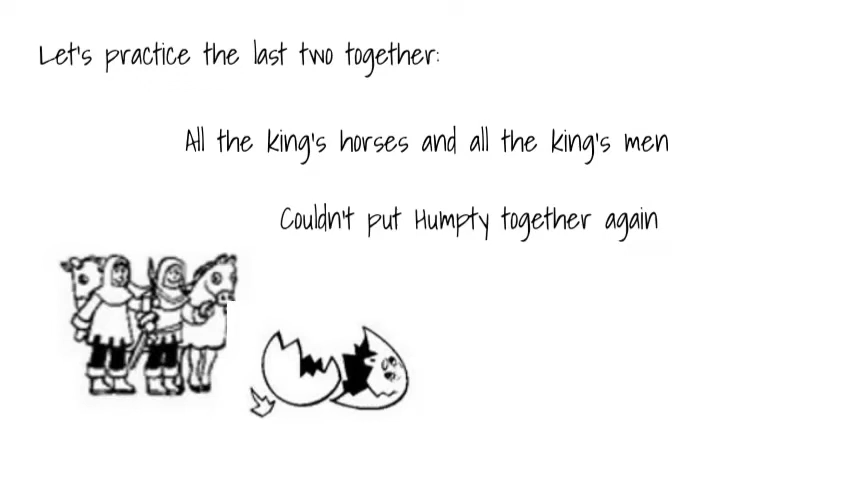 Let's practice the last two together:
All the king's horses and all the king's men
Couldn't put Humpty together again